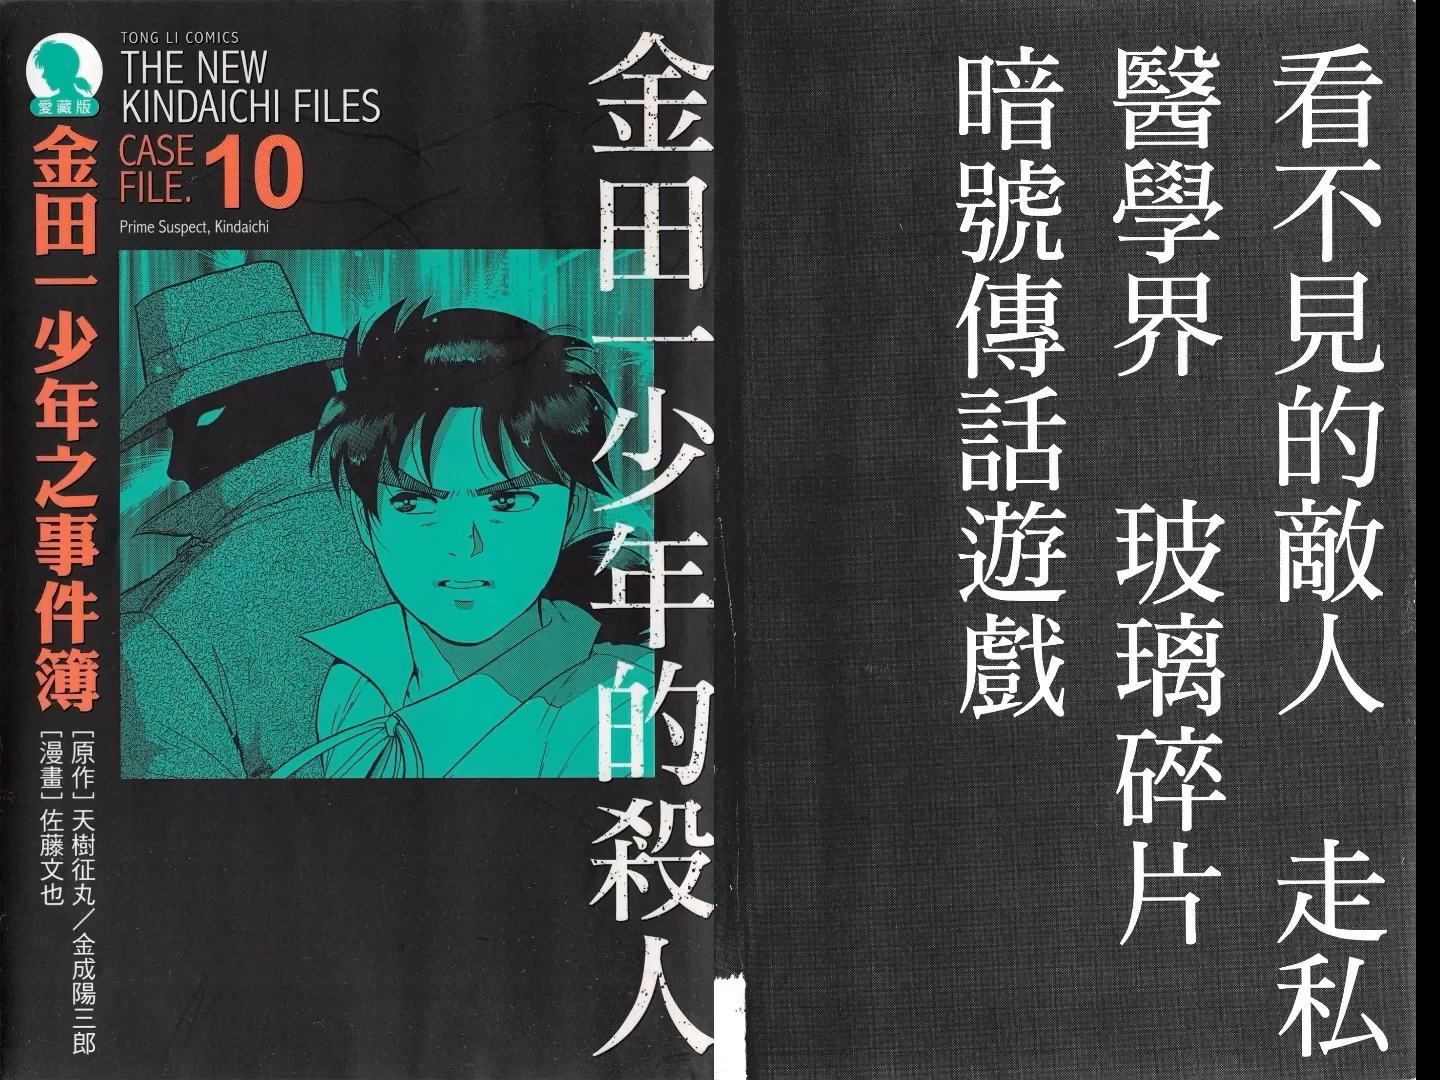 愛藏版
金田一少年之事件簿
[原作]天樹征丸／金成陽三郎
[漫畫]佐藤文也
TONG LI COMICS
THE NEW
KINDAICHI FILES
CASE
FILE. 10
Prime Suspect, Kindaichi
金田一少年的殺人
看不見的敵人 走私
醫學界 玻璃碎片
暗號傳話遊戲